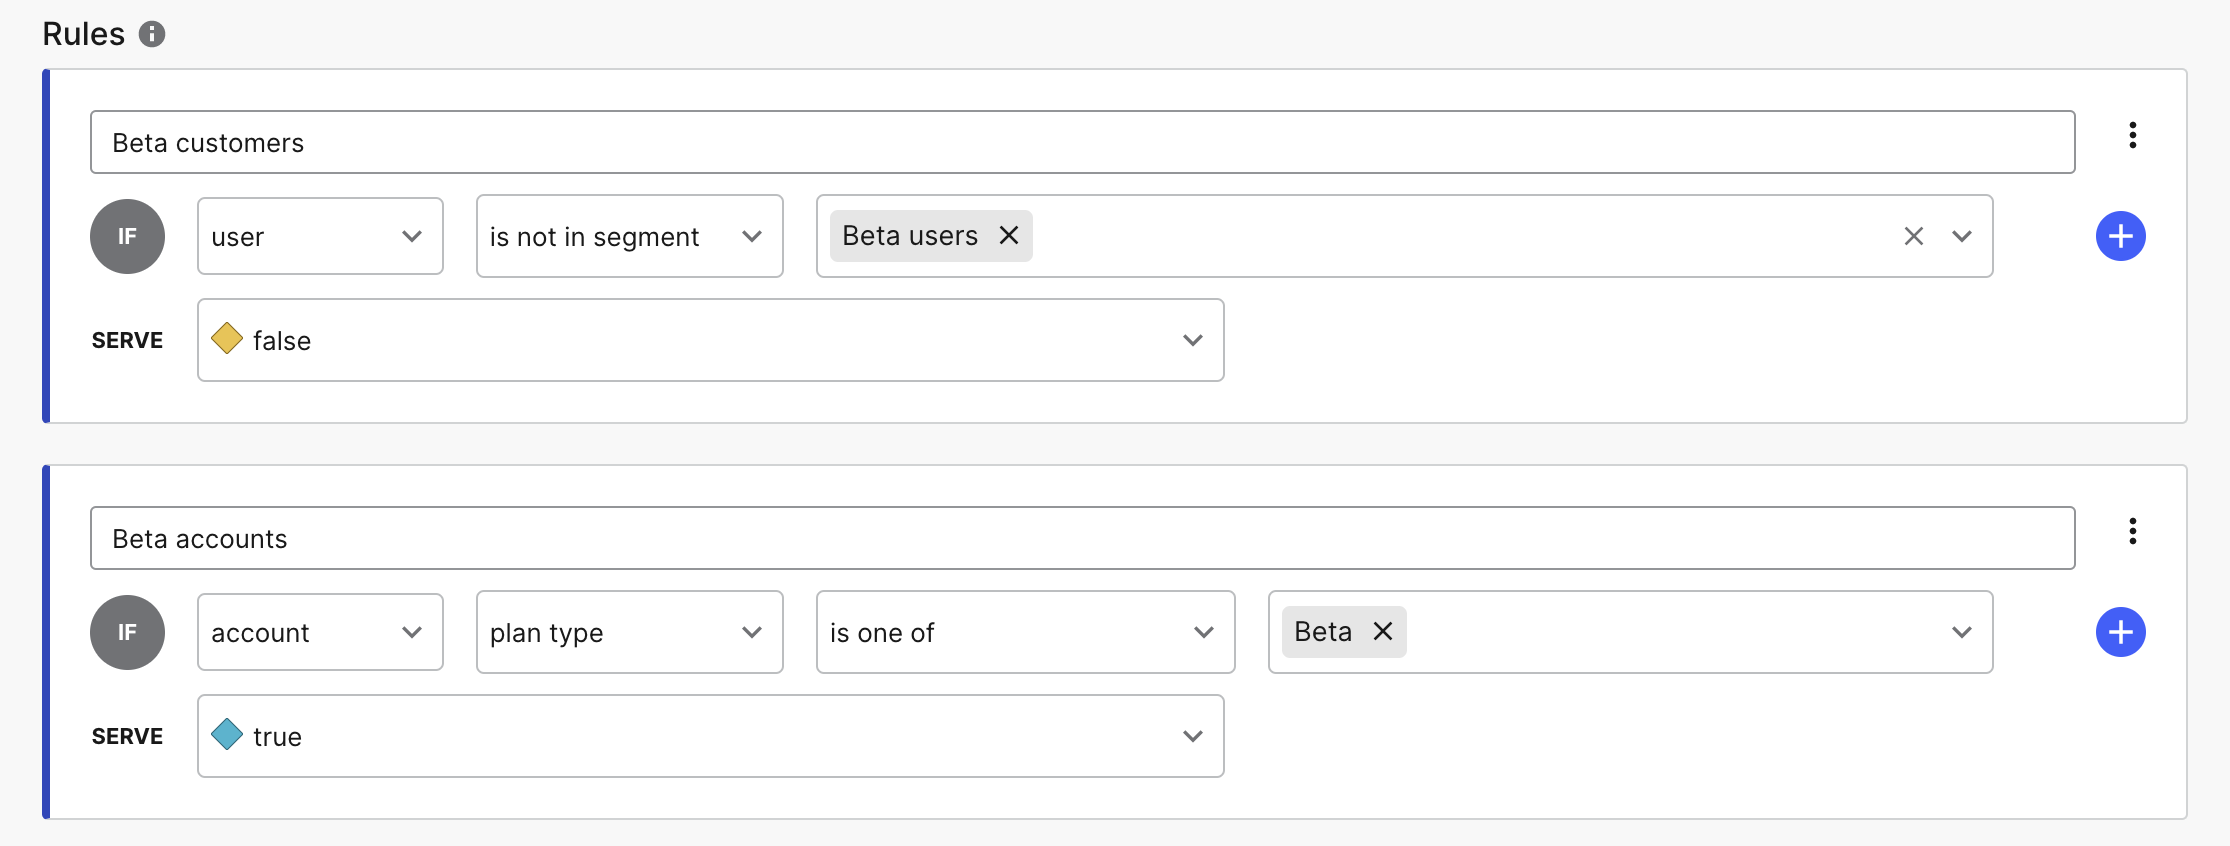 Rules
Beta customers
IF user is not in segment Beta users
SERVE false
Beta accounts
IF account plan type is one of Beta
SERVE true